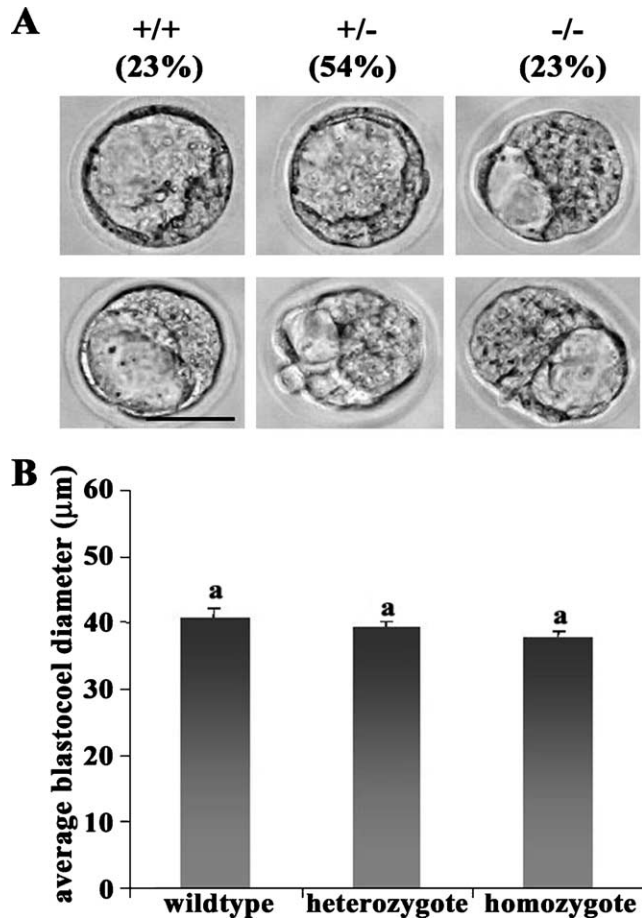 A
+/+ +/- -/-
(23%) (54%) (23%)
B
average blastocoel diameter (µm)
60
50
40
30
20
10
0
a a a
wildtype heterozygote homozygote